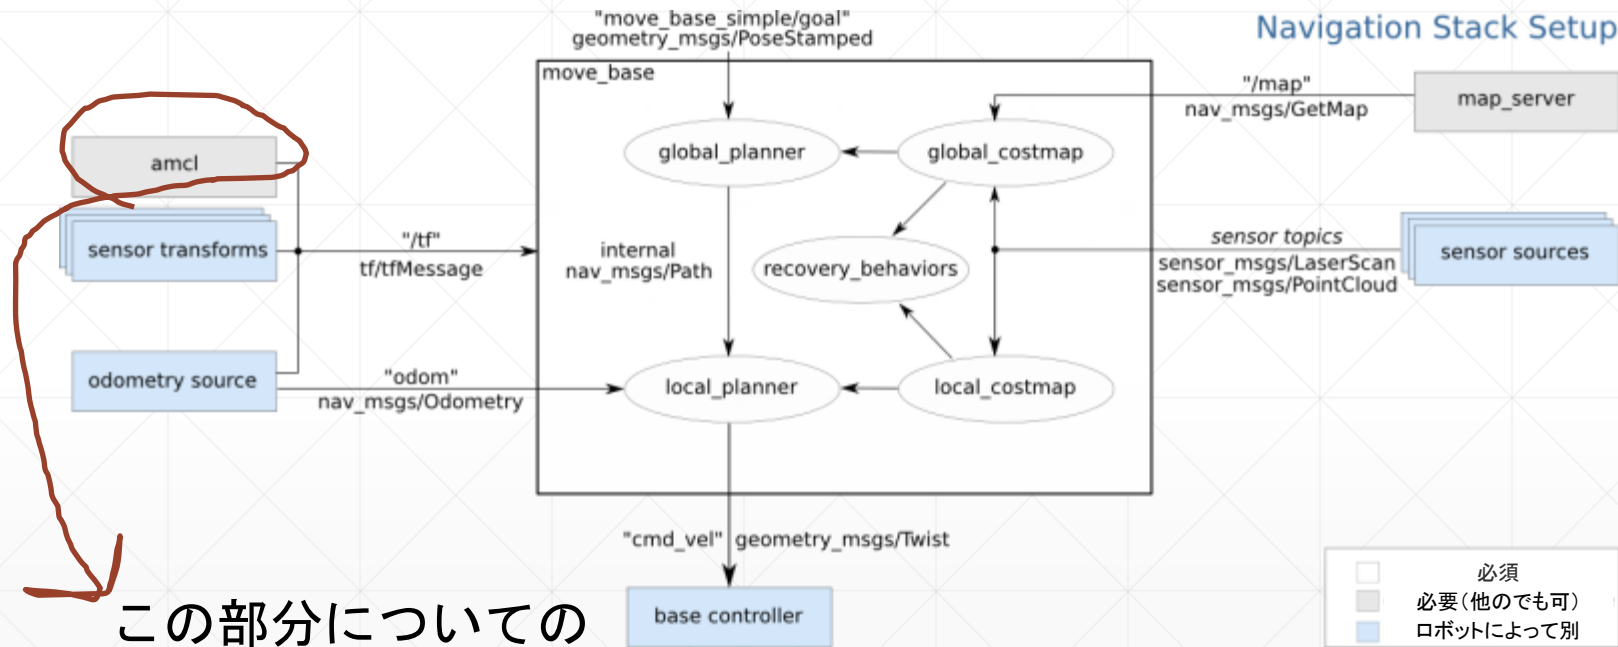 "move_base_simple/goal"
geometry_msgs/PoseStamped
Navigation Stack Setup
move_base
"/map"
nav_msgs/GetMap
map_server
amcl
global_planner
global_costmap
sensor transforms
"/tf"
tf/tfMessage
internal
nav_msgs/Path
recovery_behaviors
sensor topics
sensor_msgs/LaserScan
sensor_msgs/PointCloud
sensor sources
odometry source
"odom"
nav_msgs/Odometry
local_planner
local_costmap
"cmd_vel"
geometry_msgs/Twist
base controller
必須
必要(他のでも可)
ロボットによって別
この部分についての